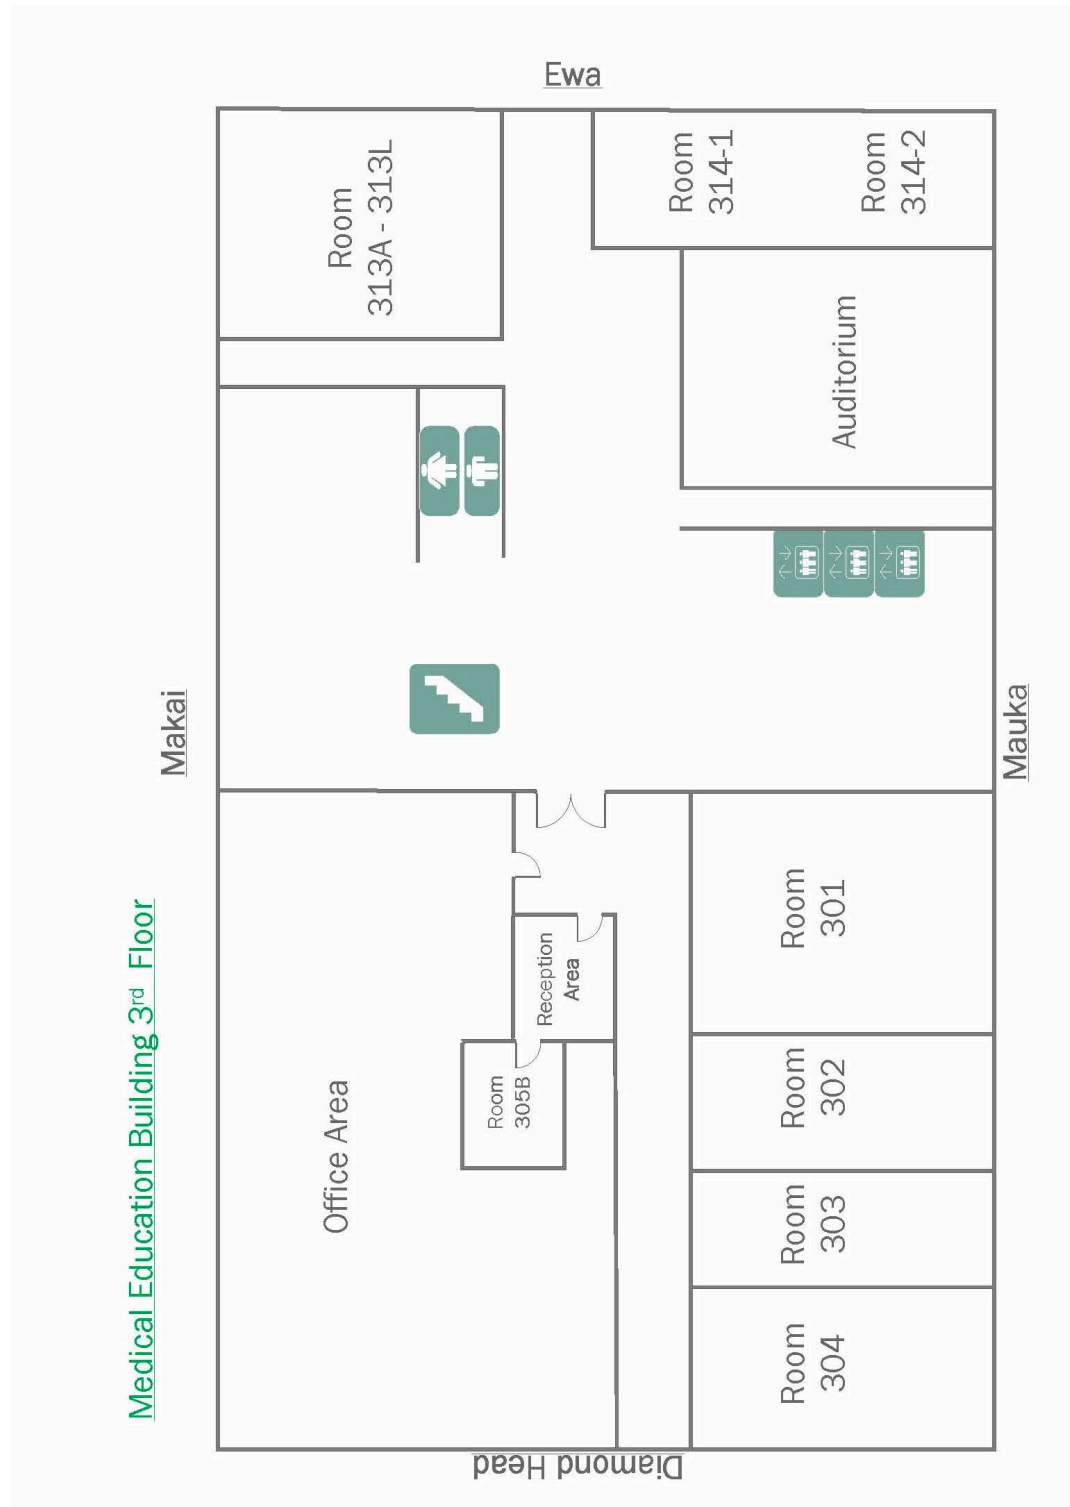 Medical Education Building 3rd Floor
Makai
Ewa
Mauka
Diamond Head
Room
313A - 313L
Room
314-1
Room
314-2
Auditorium
Office Area
Reception
Area
Room
305B
Room
301
Room
302
Room
303
Room
304